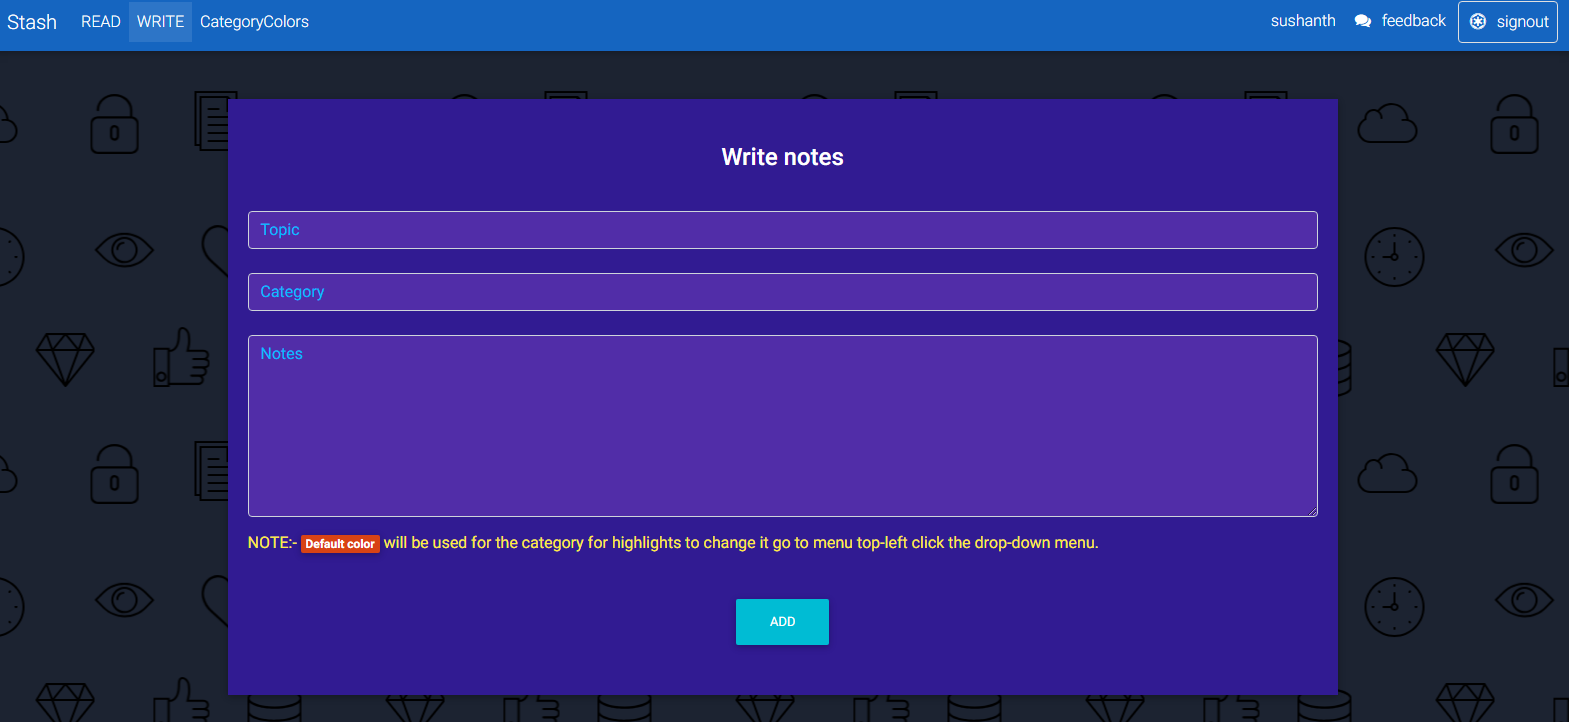 Stash READ WRITE CategoryColors sushanth feedback signout
Write notes
Topic
Category
Notes
NOTE:- Default color will be used for the category for highlights to change it go to menu top-left click the drop-down menu.
ADD